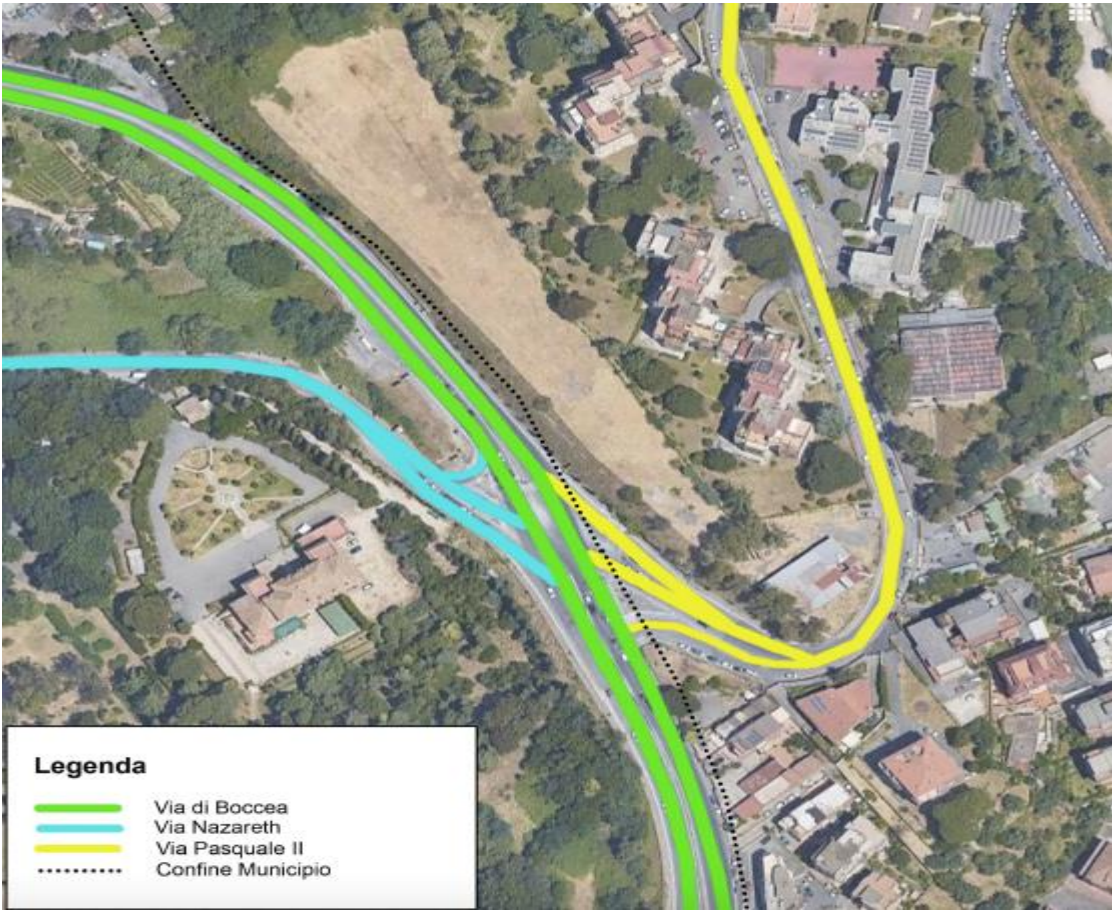 Legenda
Via di Boccea
Via Nazareth
Via Pasquale II
Confine Municipio